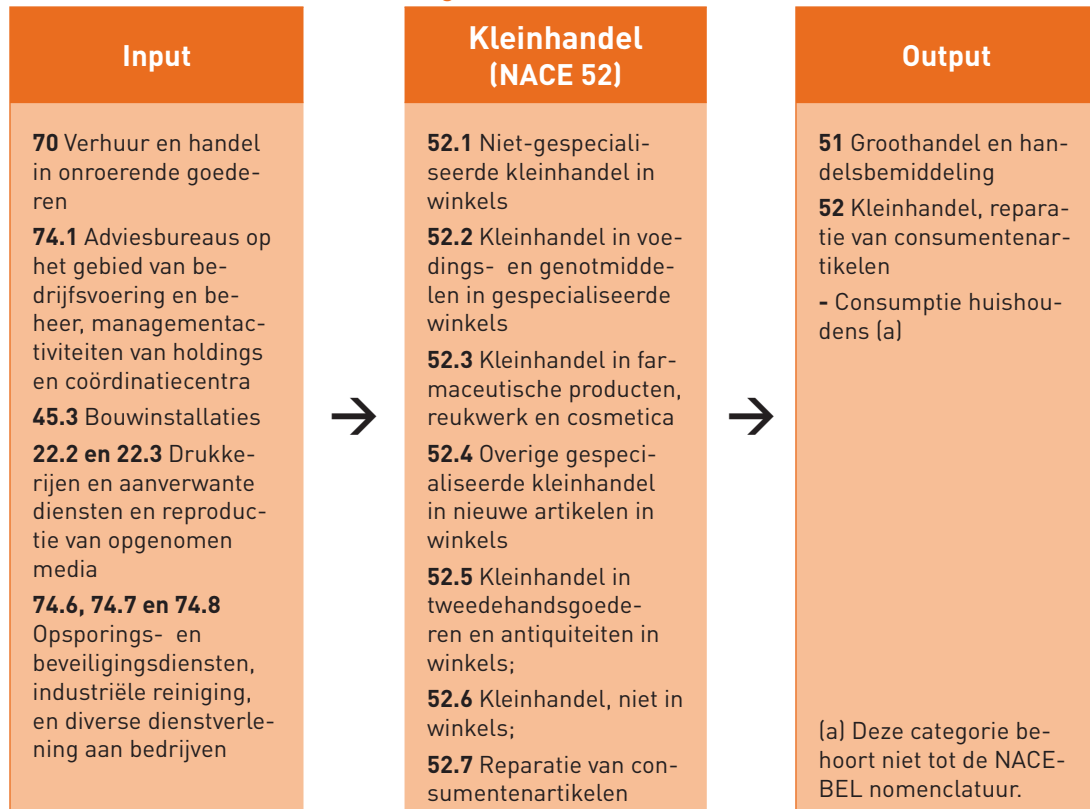 Input
70 Verhuur en handel
in onroerende goede-
ren
74.1 Adviesbureaus op
het gebied van be-
drijfsvoering en be-
heer, managementac-
tiviteiten van holdings
en coördinatiecentra
45.3 Bouwinstallaties
22.2 en 22.3 Drukke-
rijen en aanverwante
diensten en reproduc-
tie van opgenomen
media
74.6, 74.7 en 74.8
Opsporings- en
beveiligingsdiensten,
industriële reiniging,
en diverse dienstverle-
ning aan bedrijven
→
Kleinhandel
(NACE 52)
52.1 Niet-gespeciali-
seerde kleinhandel in
winkels
52.2 Kleinhandel in voe-
dings- en genotmidde-
len in gespecialiseerde
winkels
52.3 Kleinhandel in far-
maceutische producten,
reukwerk en cosmetica
52.4 Overige gespeci-
aliseerde kleinhandel
in nieuwe artikelen in
winkels
52.5 Kleinhandel in
tweedehandsgoede-
ren en antiquiteiten in
winkels;
52.6 Kleinhandel, niet in
winkels;
52.7 Reparatie van con-
sumentenartikelen
→
Output
51 Groothandel en han-
delsbemiddeling
52 Kleinhandel, repara-
tie van consumentenar-
tikelen
- Consumptie huishou-
dens (a)
(a) Deze categorie be-
hoort niet tot de NACE-
BEL nomenclatuur.